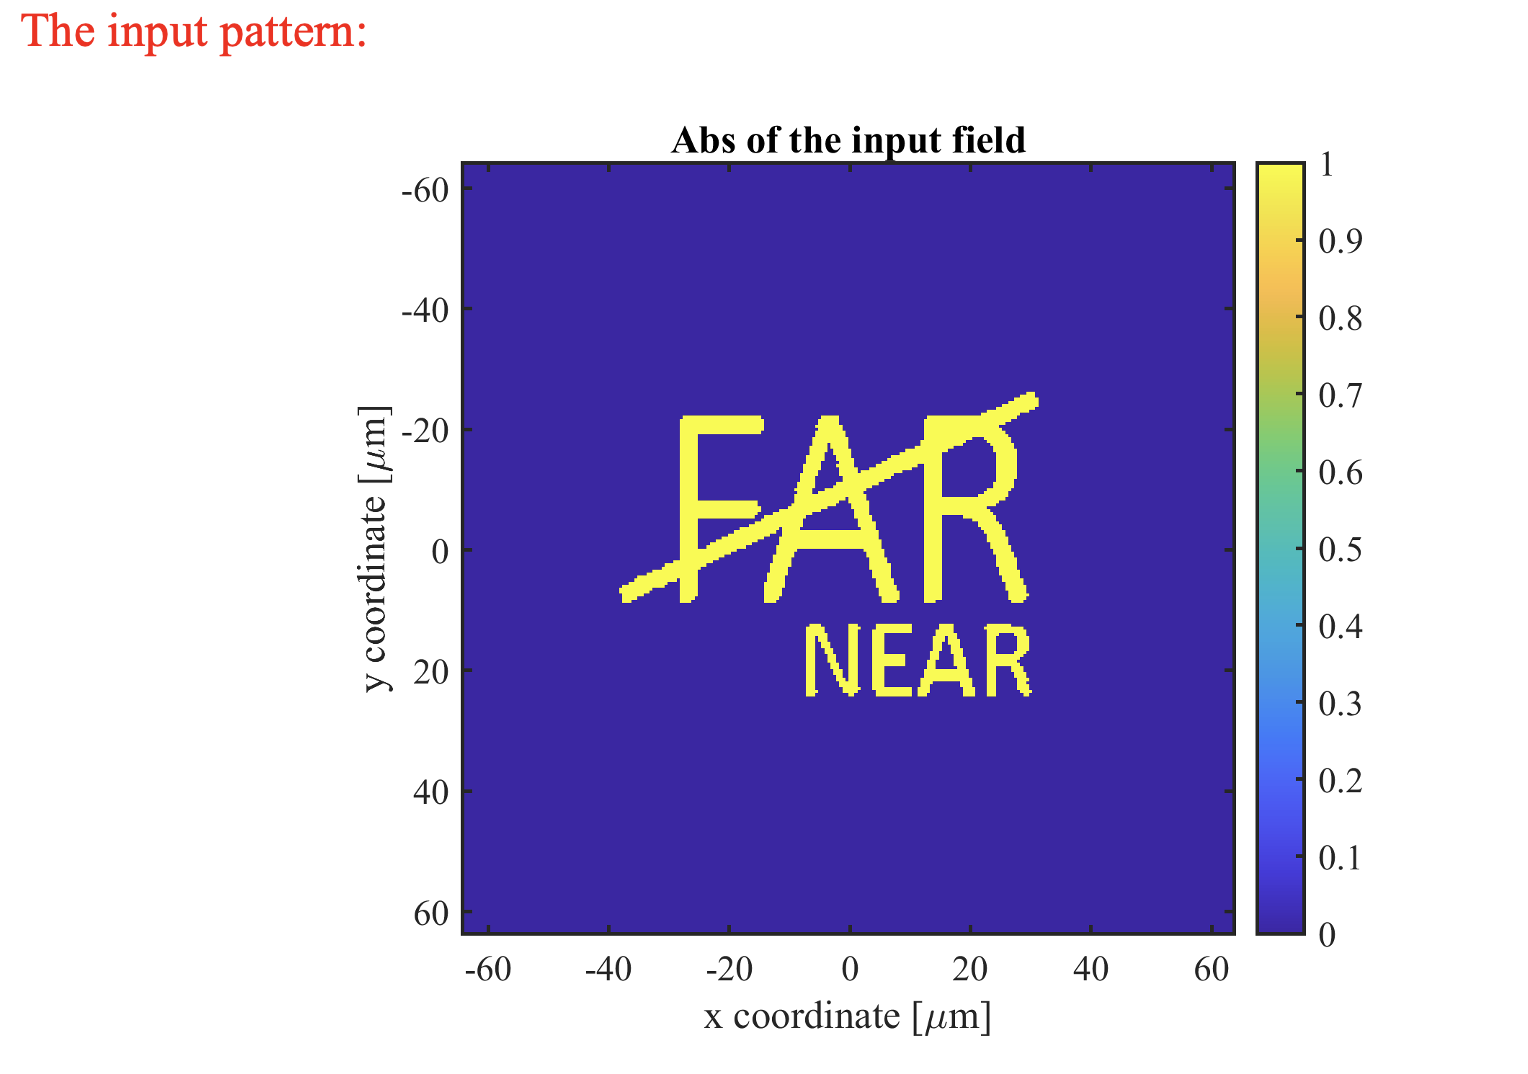 The input pattern:
Abs of the input field
-60
-40
-20
0
20
40
60
y coordinate [μm]
FAR
NEAR
-60 -40 -20 0 20 40 60
x coordinate [μm]
1
0.9
0.8
0.7
0.6
0.5
0.4
0.3
0.2
0.1
0